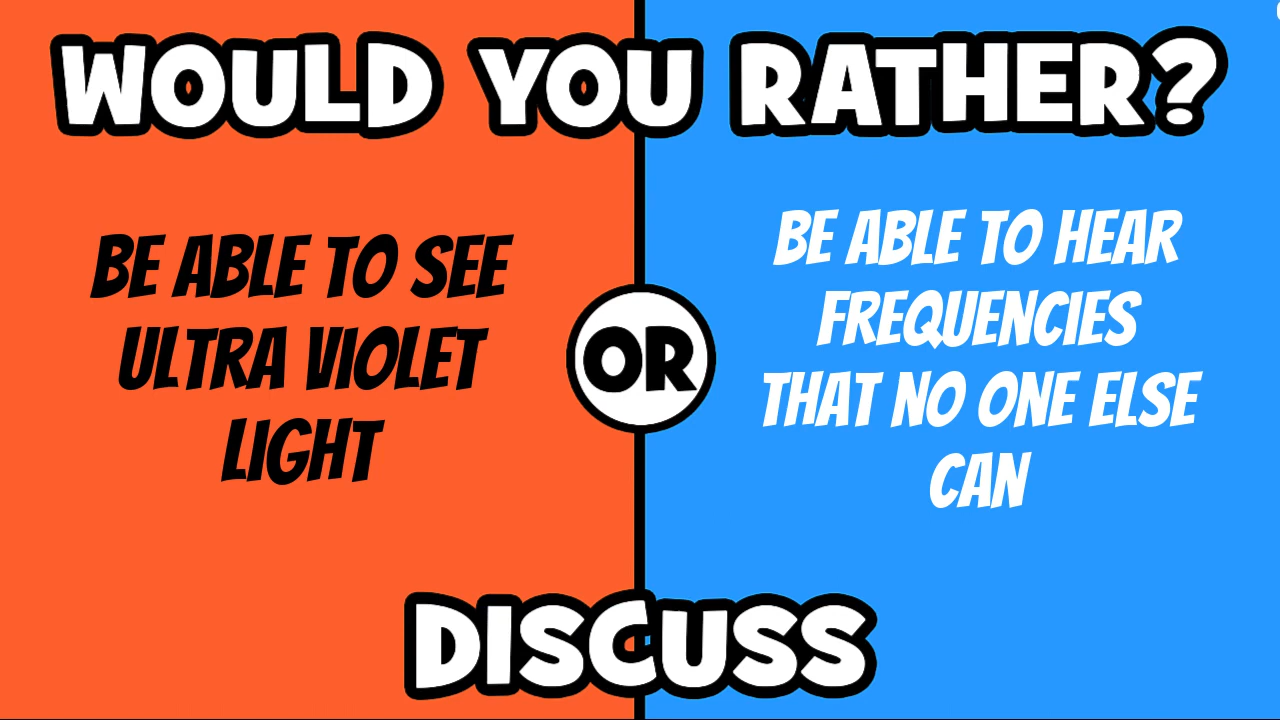 WOULD YOU RATHER?
BE ABLE TO SEE
ULTRA VIOLET
LIGHT
OR
BE ABLE TO HEAR
FREQUENCIES
THAT NO ONE ELSE
CAN
DISCUSS